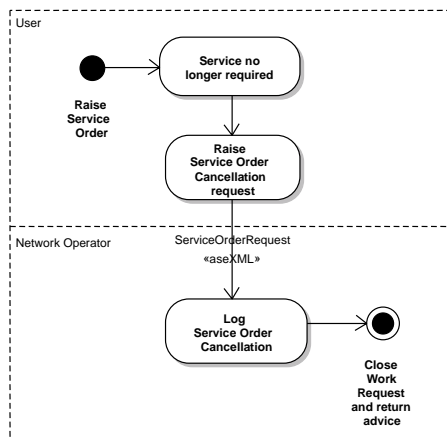 User
Service no
longer required
Raise
Service
Order
Raise
Service Order
Cancellation
request
Network Operator
ServiceOrderRequest
«aseXML»
Log
Service Order
Cancellation
Close
Work
Request
and return
advice